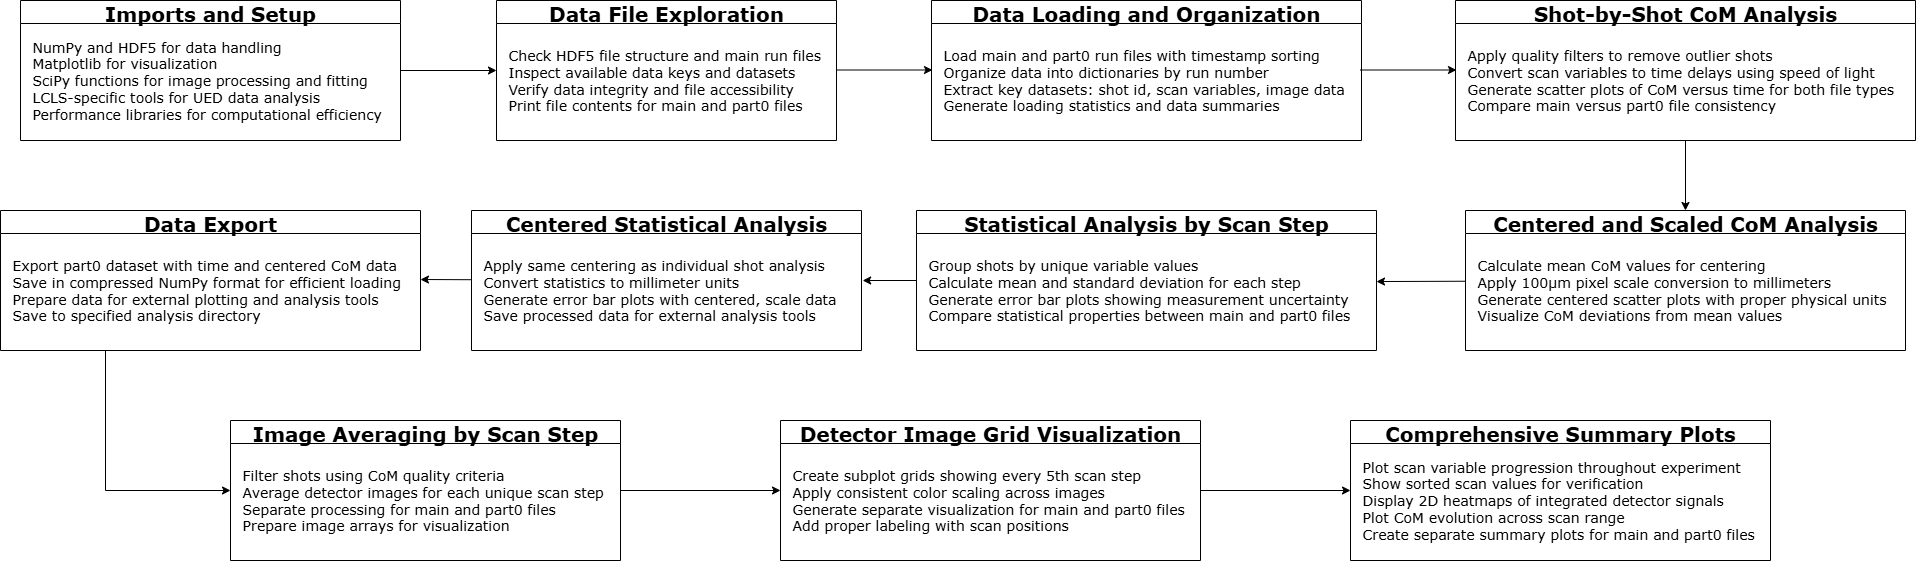 Imports and Setup
NumPy and HDF5 for data handling
Matplotlib for visualization
SciPy functions for image processing and fitting
LCLS-specific tools for UED data analysis
Performance libraries for computational efficiency
Data File Exploration
Check HDF5 file structure and main run files
Inspect available data keys and datasets
Verify data integrity and file accessibility
Print file contents for main and part0 files
Data Loading and Organization
Load main and part0 run files with timestamp sorting
Organize data into dictionaries by run number
Extract key datasets: shot id, scan variables, image data
Generate loading statistics and data summaries
Shot-by-Shot CoM Analysis
Apply quality filters to remove outlier shots
Convert scan variables to time delays using speed of light
Generate scatter plots of CoM versus time for both file types
Compare main versus part0 file consistency
Centered and Scaled CoM Analysis
Calculate mean CoM values for centering
Apply 100μm pixel scale conversion to millimeters
Generate centered scatter plots with proper physical units
Visualize CoM deviations from mean values
Statistical Analysis by Scan Step
Group shots by unique variable values
Calculate mean and standard deviation for each step
Generate error bar plots showing measurement uncertainty
Compare statistical properties between main and part0 files
Centered Statistical Analysis
Apply same centering as individual shot analysis
Convert statistics to millimeter units
Generate error bar plots with centered, scale data
Save processed data for external analysis tools
Data Export
Export part0 dataset with time and centered CoM data
Save in compressed NumPy format for efficient loading
Prepare data for external plotting and analysis tools
Save to specified analysis directory
Image Averaging by Scan Step
Filter shots using CoM quality criteria
Average detector images for each unique scan step
Separate processing for main and part0 files
Prepare image arrays for visualization
Detector Image Grid Visualization
Create subplot grids showing every 5th scan step
Apply consistent color scaling across images
Generate separate visualization for main and part0 files
Add proper labeling with scan positions
Comprehensive Summary Plots
Plot scan variable progression throughout experiment
Show sorted scan values for verification
Display 2D heatmaps of integrated detector signals
Plot CoM evolution across scan range
Create separate summary plots for main and part0 files